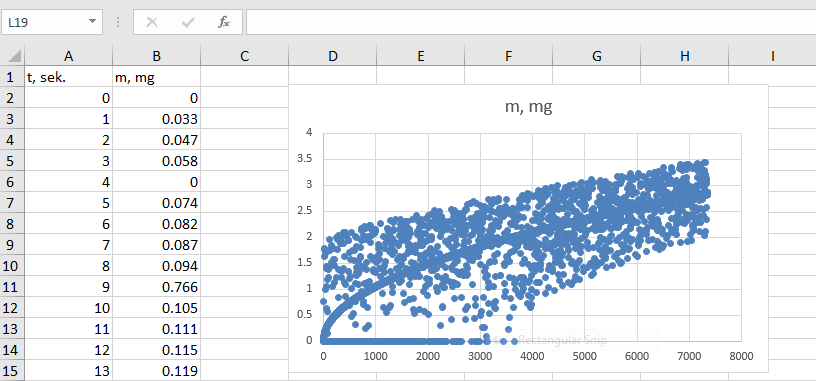 L19 fx
A B C D E F G H I
1 t, sek. m, mg
2 0 0
3 1 0.033
4 2 0.047
5 3 0.058
6 4 0
7 5 0.074
8 6 0.082
9 7 0.087
10 8 0.094
11 9 0.766
12 10 0.105
13 11 0.111
14 12 0.115
15 13 0.119
m, mg
4
3.5
3
2.5
2
1.5
1
0.5
0
0 1000 2000 3000 4000 5000 6000 7000 8000
Rectangular Snip